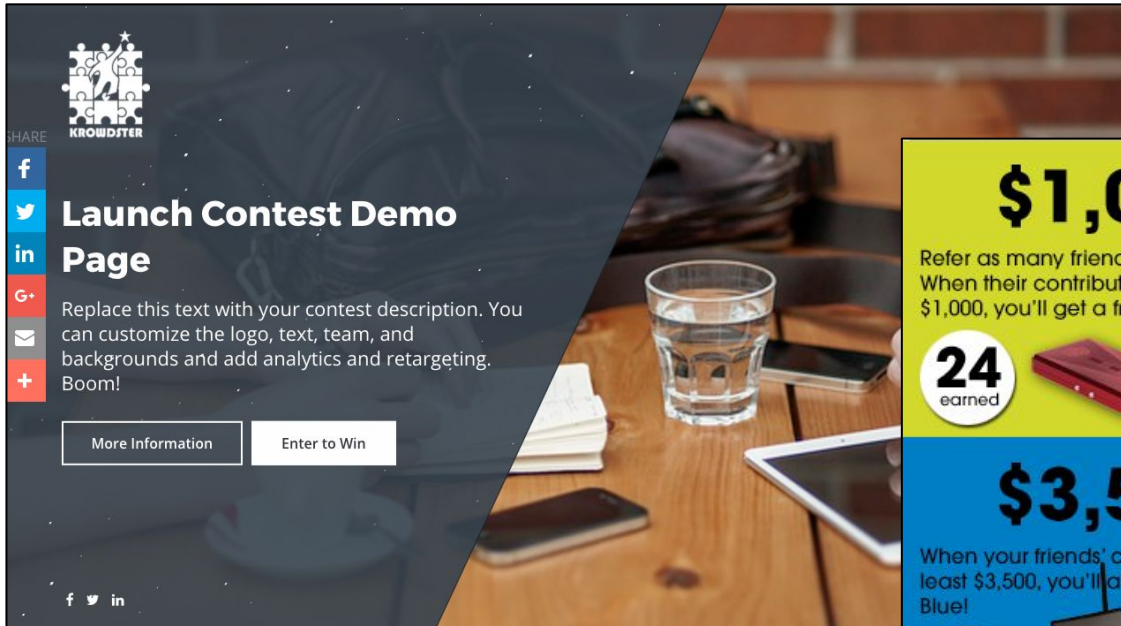 KROWDSTER
SHARE
Launch Contest Demo
Page
Replace this text with your contest description. You
can customize the logo, text, team, and
backgrounds and add analytics and retargeting.
Boom!
More Information
Enter to Win
Refer as many
When their
$1,000, you'll get a
24
earned
When your friends'
least $3,500, you'll
Blue!